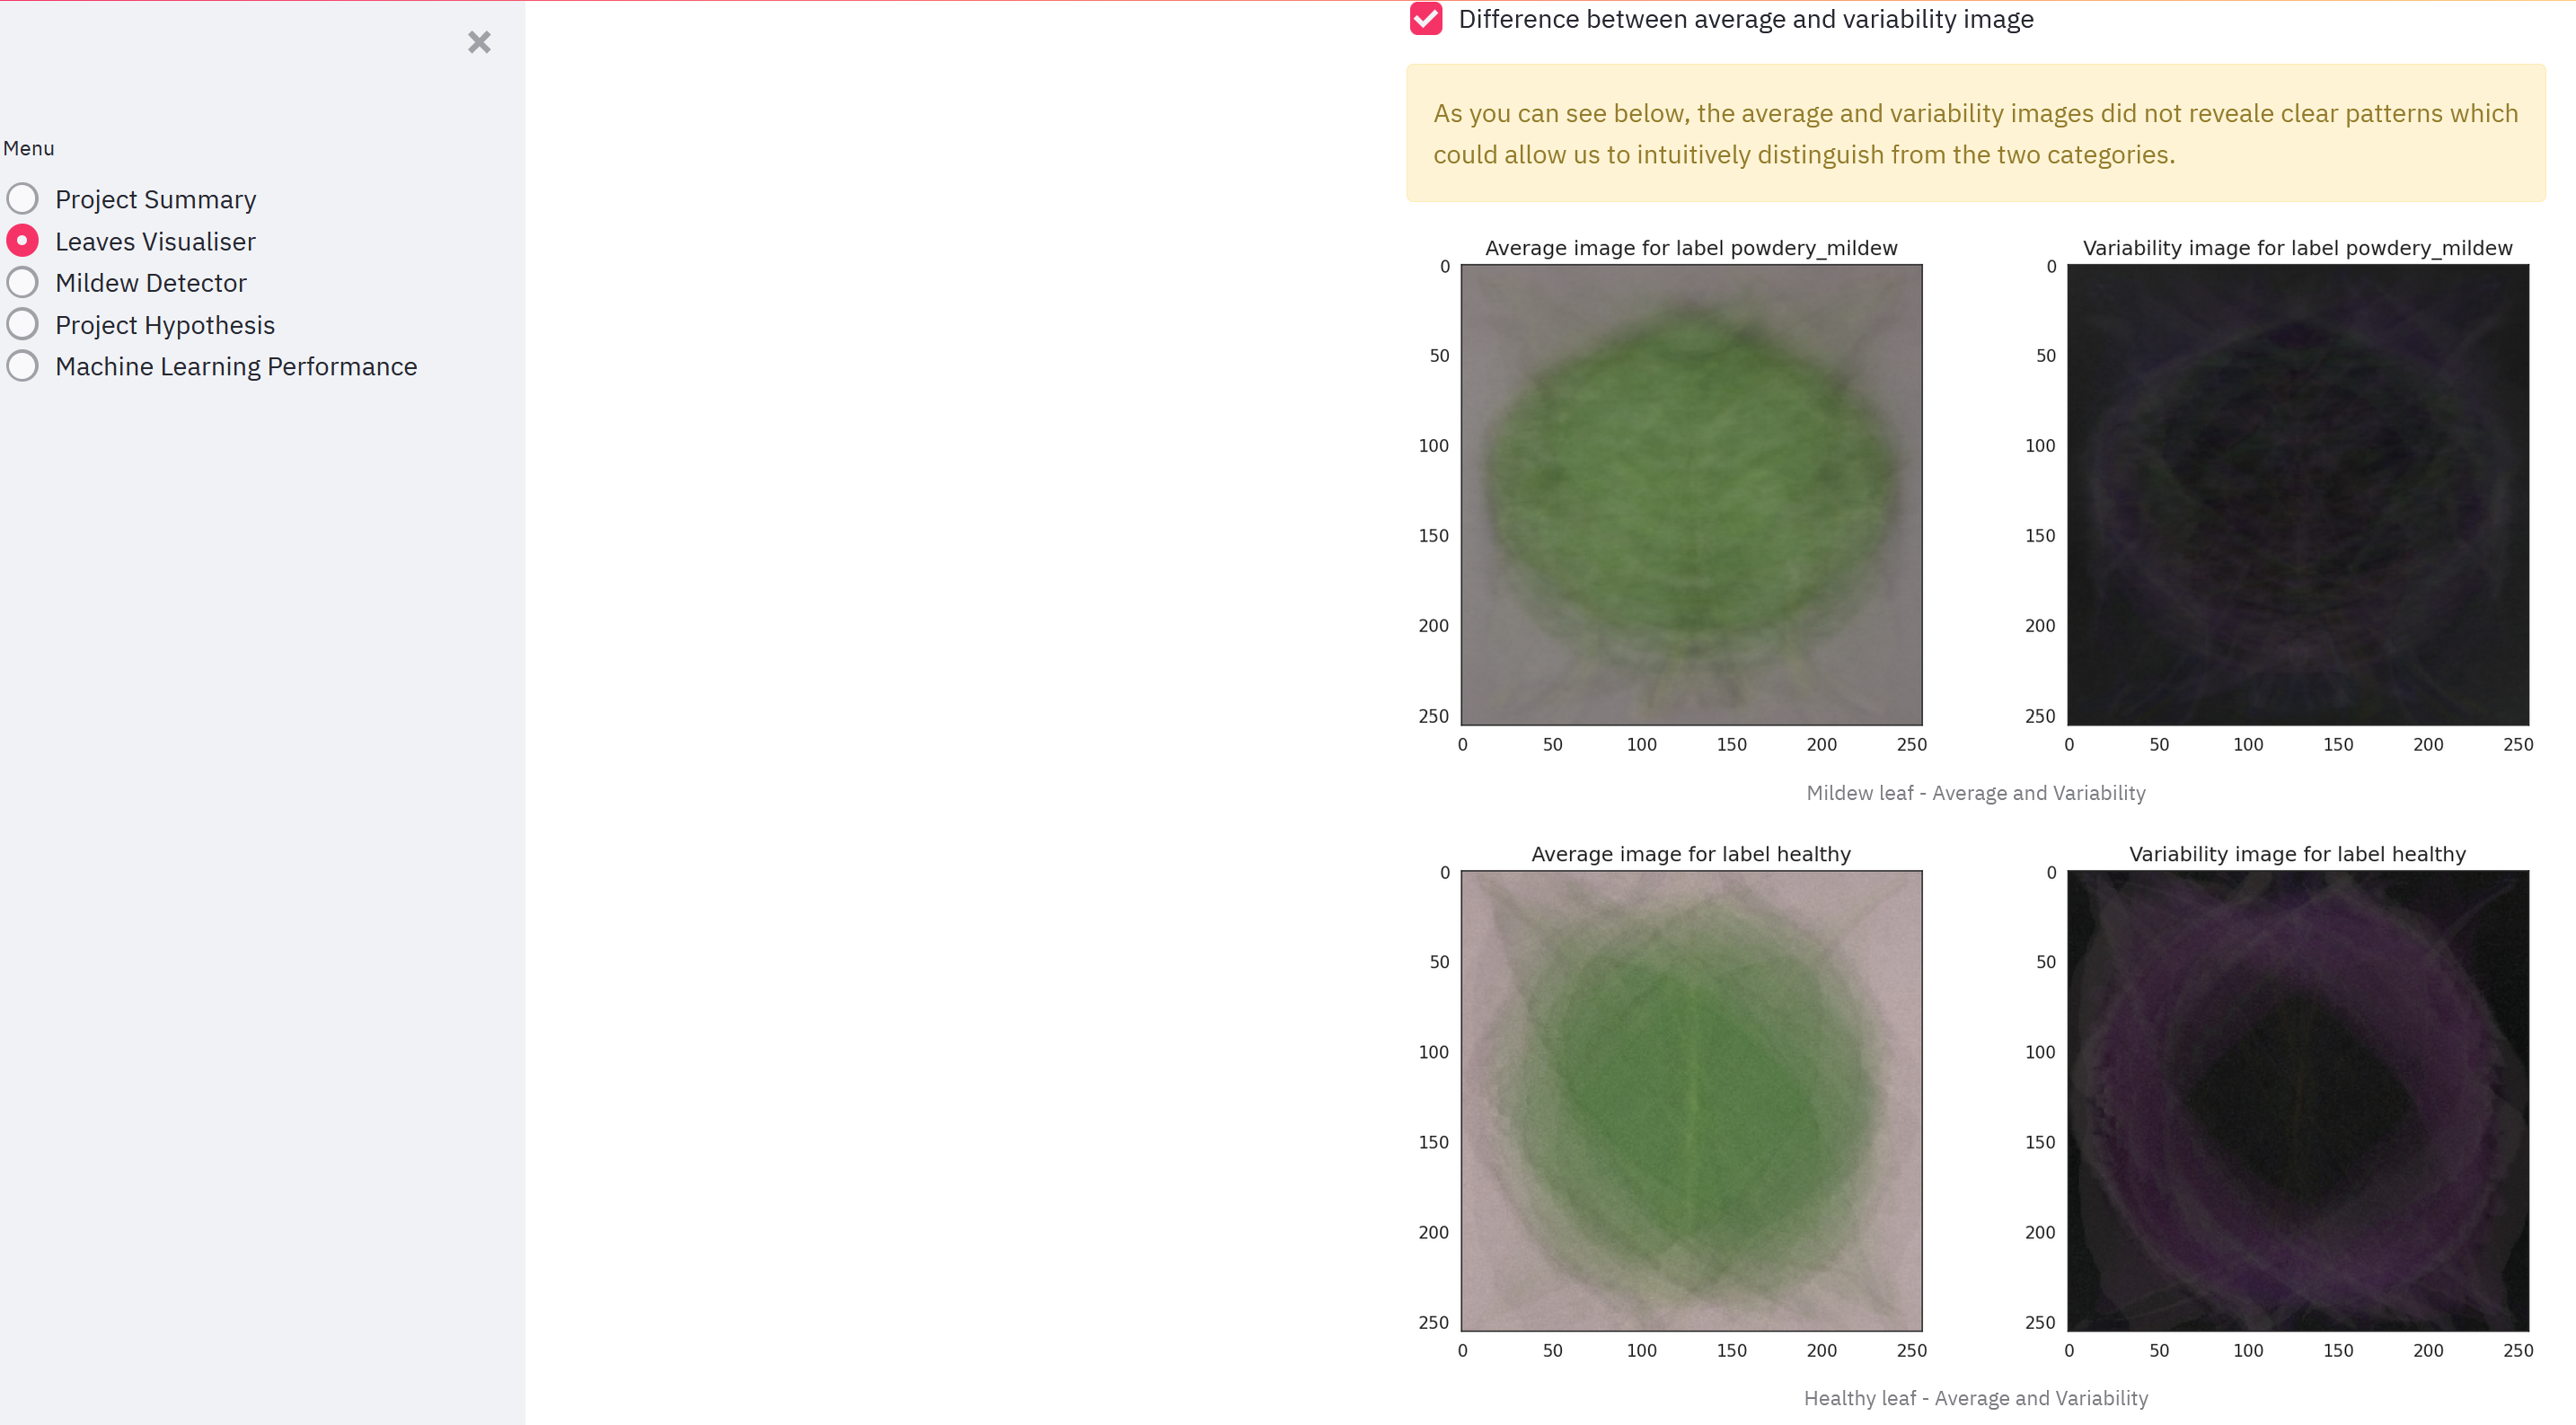 Menu
Project Summary
Leaves Visualiser
Mildew Detector
Project Hypothesis
Machine Learning Performance
Difference between average and variability image
As you can see below, the average and variability images did not reveale clear patterns which
could allow us to intuitively distinguish from the two categories.
Average image for label powdery_mildew
0
50
100
150
200
250
0 50 100 150 200 250
Variability image for label powdery_mildew
0
50
100
150
200
250
0 50 100 150 200 250
Mildew leaf - Average and Variability
Average image for label healthy
0
50
100
150
200
250
0 50 100 150 200 250
Variability image for label healthy
0
50
100
150
200
250
0 50 100 150 200 250
Healthy leaf - Average and Variability